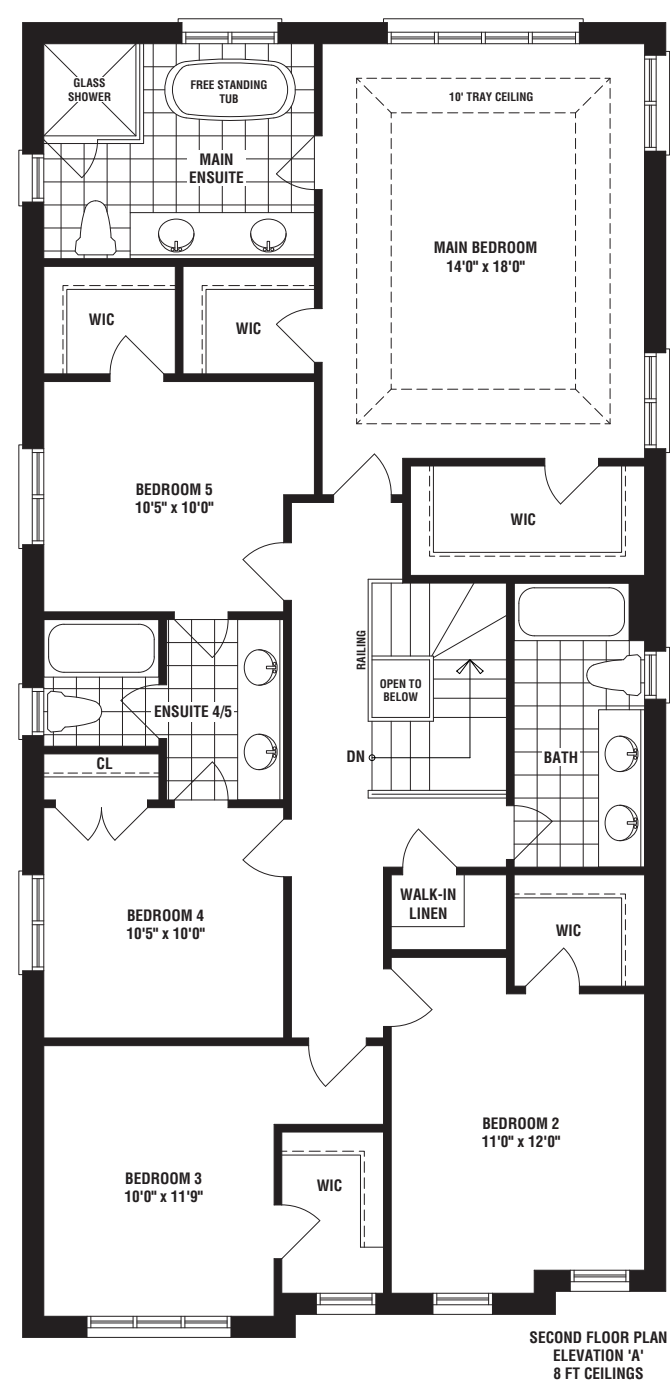 GLASS
SHOWER
FREE STANDING
TUB
10' TRAY CEILING
MAIN
ENSUITE
MAIN BEDROOM
14'0" x 18'0"
WIC
WIC
BEDROOM 5
10'5" x 10'0"
WIC
RAILING
OPEN TO
BELOW
ENSUITE 4/5
DN
BATH
CL
WALK-IN
LINEN
BEDROOM 4
10'5" x 10'0"
WIC
BEDROOM 2
11'0" x 12'0"
BEDROOM 3
10'0" x 11'9"
WIC
SECOND FLOOR PLAN
ELEVATION 'A'
8 FT CEILINGS